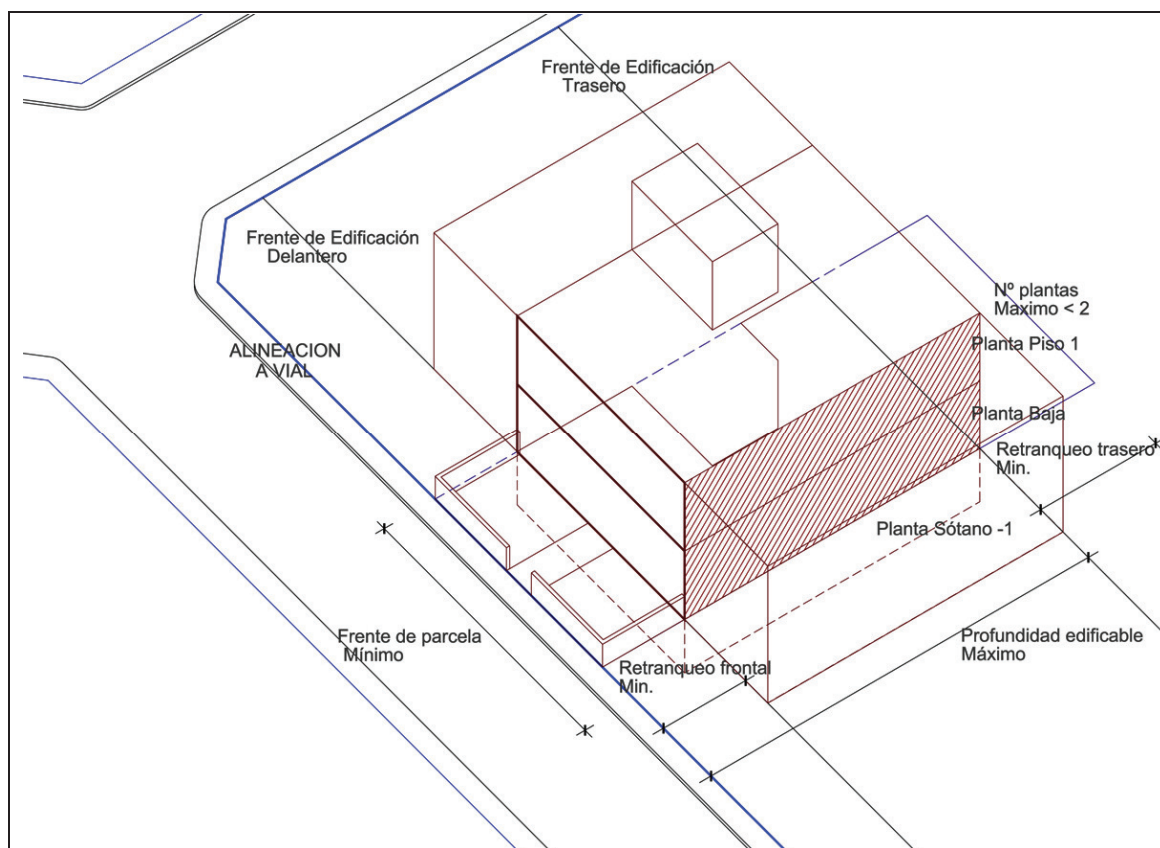 Frente de Edificación
Trasero
Frente de Edificación
Delantero
Nº plantas
Maximo < 2
ALINEACION
A VIAL
Planta Piso 1
Planta Baja
Retranqueo trasero
Min.
Planta Sótano -1
Frente de parcela
Mínimo
Profundidad edificable
Máximo
Retranqueo frontal
Min.